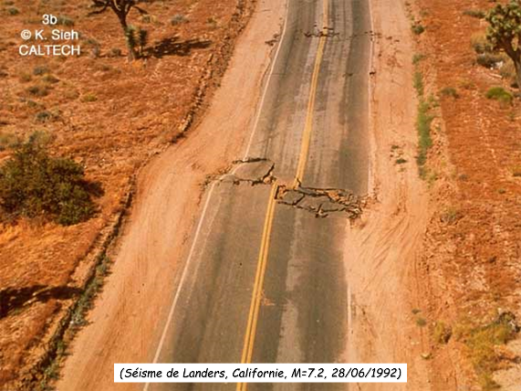 3b
© K. Sieh
CALTECH
(Séisme de Landers, Californie, M=7.2, 28/06/1992)